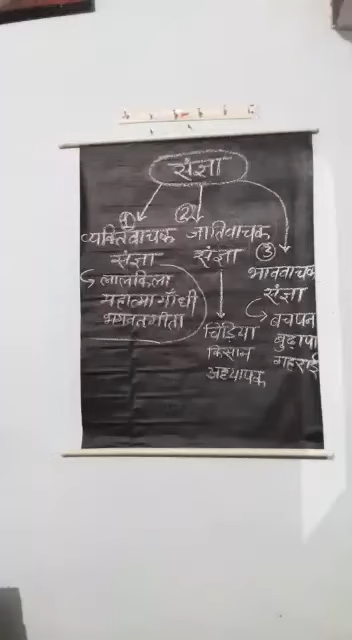 संज्ञा
① व्यक्तिवाचक संज्ञा
लालकिला
महात्मा गाँधी
भगवतगीता
② जातिवाचक संज्ञा
चिड़िया
किसान
अध्यापक
③ भाववाचक संज्ञा
बचपन
बुढ़ापा
गहराई